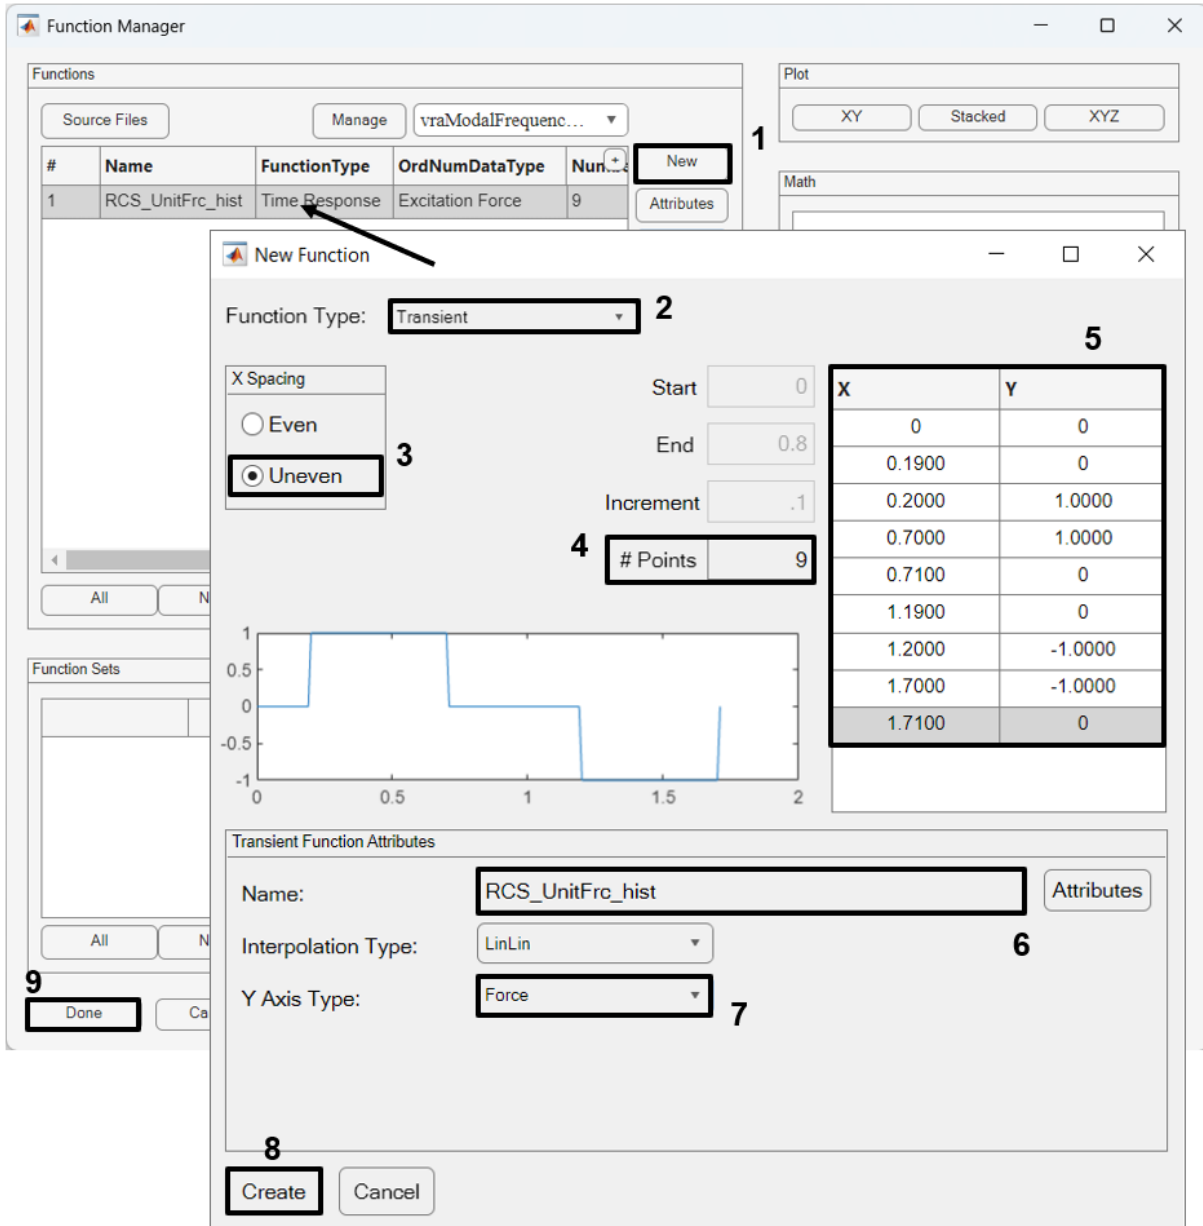 Function Manager
Functions
Source Files
Manage
vraModalFrequenc...
1
New
# Name FunctionType OrdNumDataType
1 RCS_UnitFrc_hist Time Response Excitation Force 9
Attributes
Plot
XY Stacked XYZ
Math
New Function
Function Type: Transient 2
X Spacing
Even
Uneven
3
Start 0
End 0.8
Increment .1
4
# Points 9
5
X Y
0 0
0.1900 0
0.2000 1.0000
0.7000 1.0000
0.7100 0
1.1900 0
1.2000 -1.0000
1.7000 -1.0000
1.7100 0
All N
1
0.5
0
-0.5
-1
0 0.5 1 1.5 2
Function Sets
All N
9
Done Ca
Transient Function Attributes
Name: RCS_UnitFrc_hist Attributes
6
Interpolation Type: LinLin
Y Axis Type: Force
7
8
Create Cancel